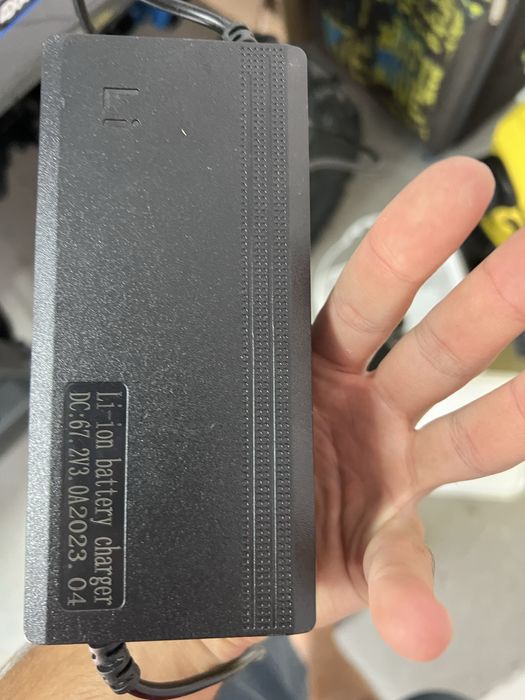 Li
Li-ion battery charger
DC:67.2V3.0A2023.04